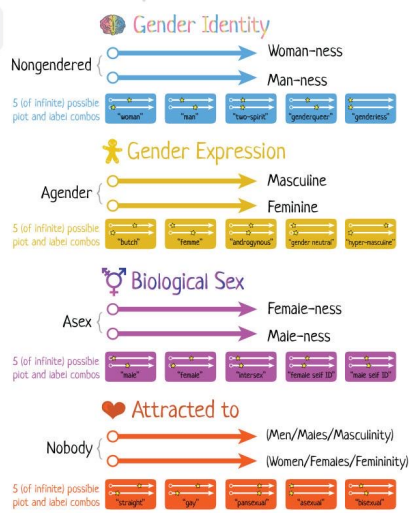 Gender Identity
Woman-ness
Nongendered
Man-ness
5 (of infinite) possible
plot and label combos
"woman" "man" "two-spirit" "genderqueer" "genderless"
Gender Expression
Masculine
Agender
Feminine
5 (of infinite) possible
plot and label combos
"butch" "femme" "androgynous" "gender neutral" "hyper-masculine"
Biological Sex
Female-ness
Asex
Male-ness
5 (of infinite) possible
plot and label combos
"male" "female" "intersex" "female self ID" "male self ID"
Attracted to
(Men/Males/Masculinity)
Nobody
(Women/Females/Femininity)
5 (of infinite) possible
plot and label combos
"straight" "gay" "pansexual" "asexual" "bisexual"